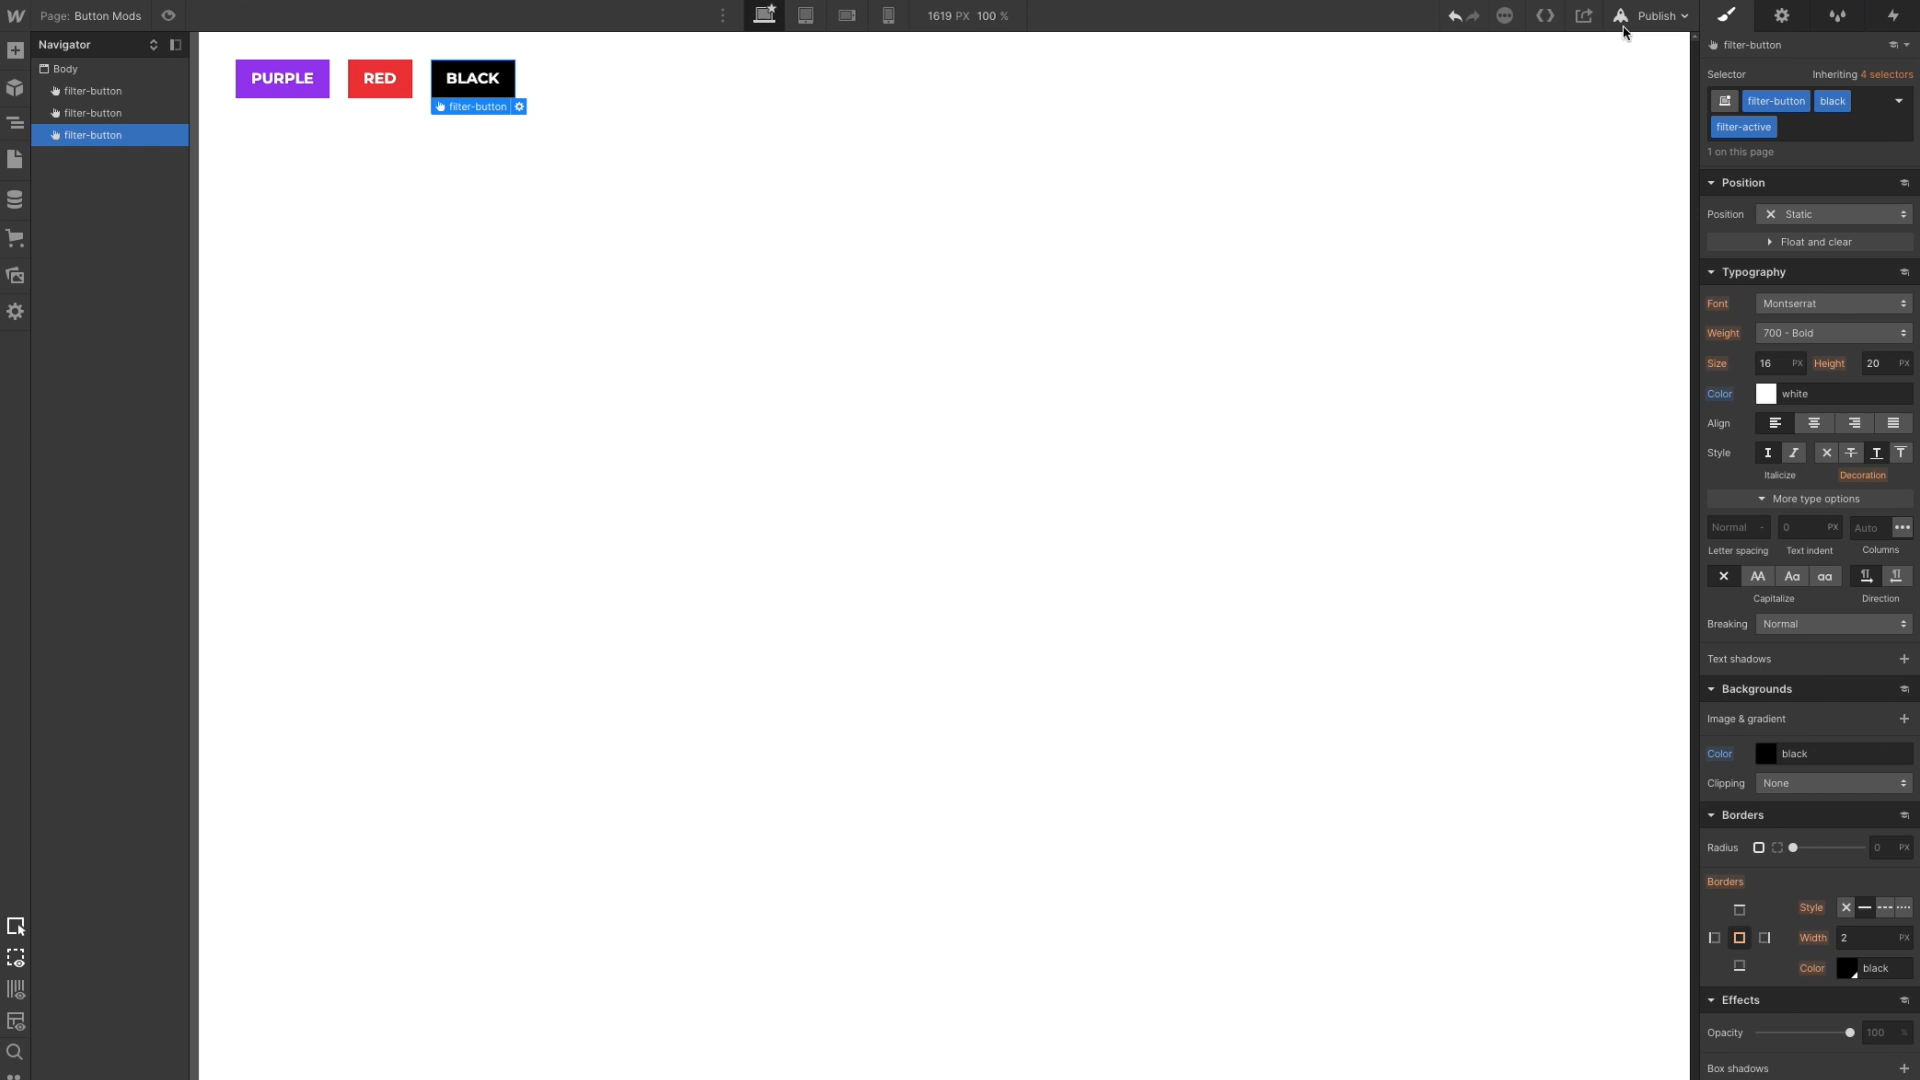 Page: Button Mods
1619 PX 100 %
Publish
Navigator
Body
filter-button
filter-button
filter-button
PURPLE
RED
BLACK
filter-button
filter-button
Selector
Inheriting 4 selectors
filter-button
black
filter-active
1 on this page
Position
Position
Static
Float and clear
Typography
Font
Montserrat
Weight
700 - Bold
Size
16 PX
Height
20 PX
Color
white
Align
Style
Italicize
Decoration
More type options
Normal -
0 PX
Auto
Letter spacing
Text indent
Columns
AA
Aa
aa
Capitalize
Direction
Breaking
Normal
Text shadows
Backgrounds
Image & gradient
Color
black
Clipping
None
Borders
Radius
0 PX
Borders
Style
Width
2 PX
Color
black
Effects
Opacity
100 %
Box shadows